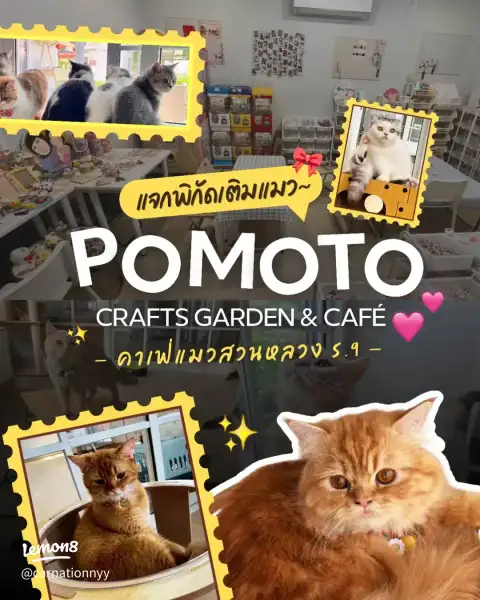 แจกพิกัดเติมแมว~
POMOTO
CRAFTS GARDEN & CAFÉ
– คาเฟ่แมวสวนหลวง ร.9 –
Lemon8
@carnationnyy